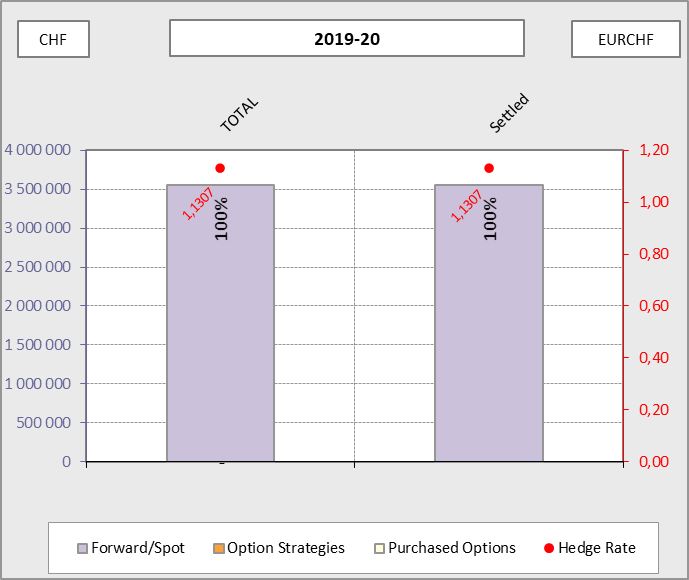 CHF
2019-20
EURCHF
TOTAL
Settled
4 000 000
3 500 000
3 000 000
2 500 000
2 000 000
1 500 000
1 000 000
500 000
0
1,1307
100%
1,1307
100%
1,20
1,00
0,80
0,60
0,40
0,20
0,00
Forward/Spot
Option Strategies
Purchased Options
Hedge Rate